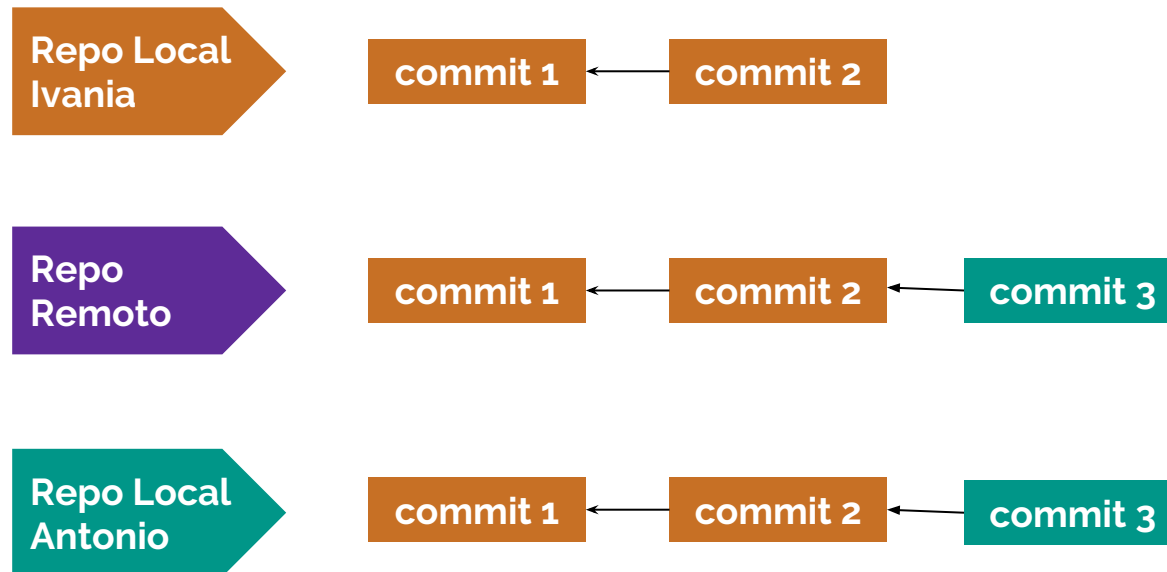 Repo Local
Ivania
commit 1
commit 2
Repo
Remoto
commit 1
commit 2
commit 3
Repo Local
Antonio
commit 1
commit 2
commit 3